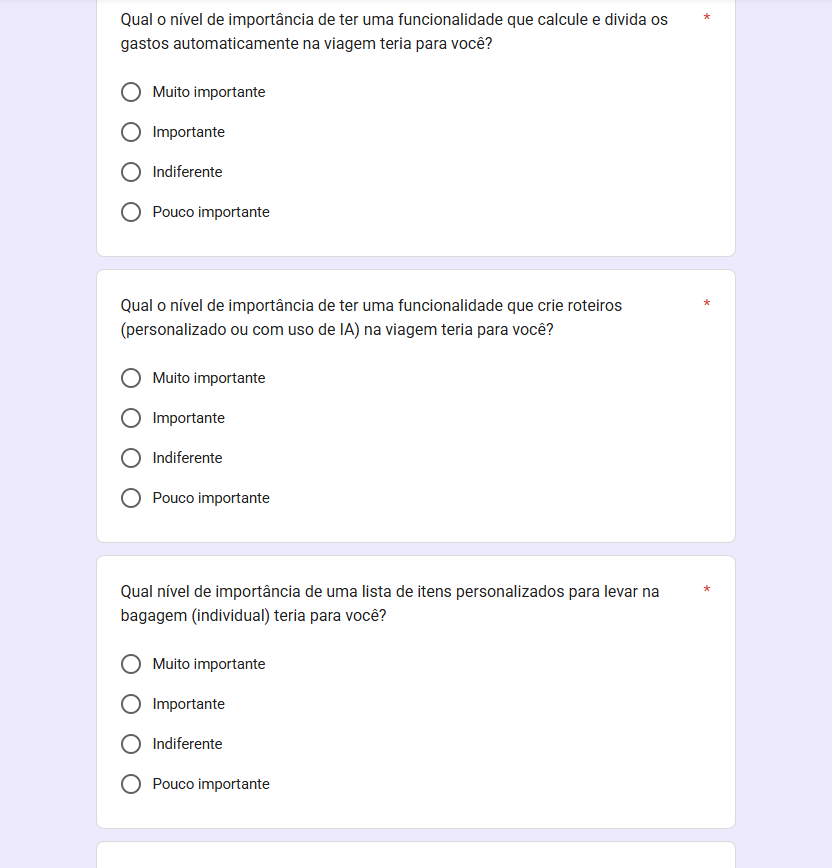 Qual o nível de importância de ter uma funcionalidade que calcule e divida os *
gastos automaticamente na viagem teria para você?
Muito importante
Importante
Indiferente
Pouco importante
Qual o nível de importância de ter uma funcionalidade que crie roteiros *
(personalizado ou com uso de IA) na viagem teria para você?
Muito importante
Importante
Indiferente
Pouco importante
Qual nível de importância de uma lista de itens personalizados para levar na *
bagagem (individual) teria para você?
Muito importante
Importante
Indiferente
Pouco importante